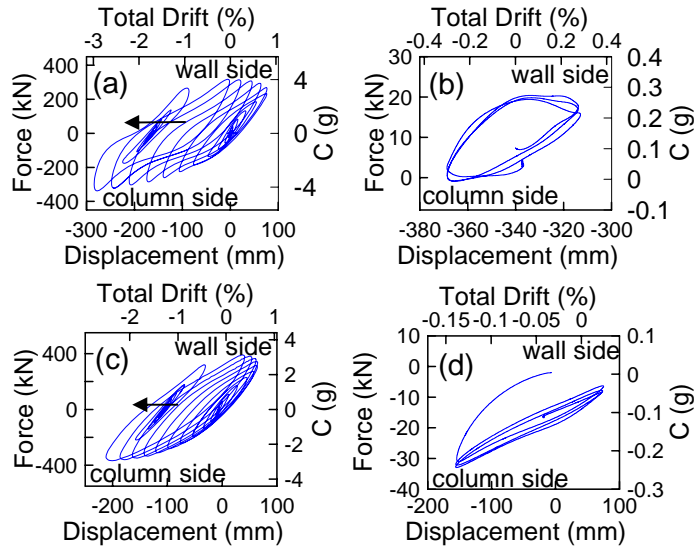 Total Drift (%)
-3 -2 -1 0 1
(a)
wall side
column side
Force (kN)
400
200
0
-200
-400
C (g)
4
0
-4
-300 -200 -100 0 100
Displacement (mm)
Total Drift (%)
-0.4 -0.2 0 0.2 0.4
(b)
wall side
column side
Force (kN)
30
20
10
0
C (g)
0.4
0.3
0.2
0.1
0
-0.1
-380 -360 -340 -320 -300
Displacement (mm)
Total Drift (%)
-2 -1 0 1
(c)
wall side
column side
Force (kN)
400
0
-400
C (g)
4
2
0
-2
-4
-200 -100 0 100
Displacement (mm)
Total Drift (%)
-0.15 -0.1 -0.05 0
(d)
wall side
column side
Force (kN)
10
0
-10
-20
-30
-40
C (g)
0.1
0
-0.1
0.2
0.3
-200 -100 0 100
Displacement (mm)